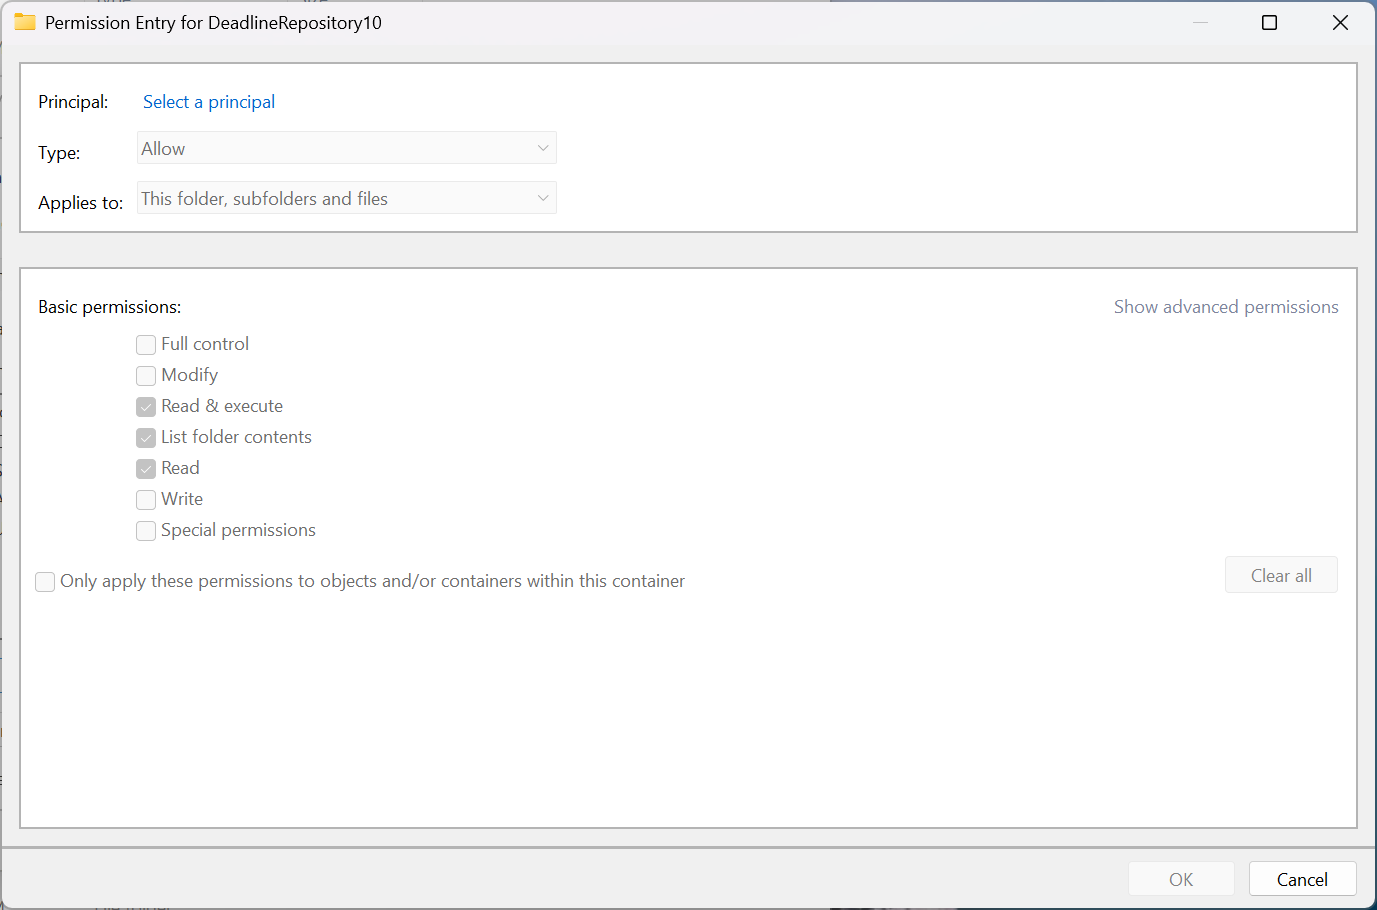 Permission Entry for DeadlineRepository10
Principal: Select a principal
Type: Allow
Applies to: This folder, subfolders and files
Basic permissions: Show advanced permissions
Full control
Modify
Read & execute
List folder contents
Read
Write
Special permissions
Only apply these permissions to objects and/or containers within this container
Clear all
OK Cancel